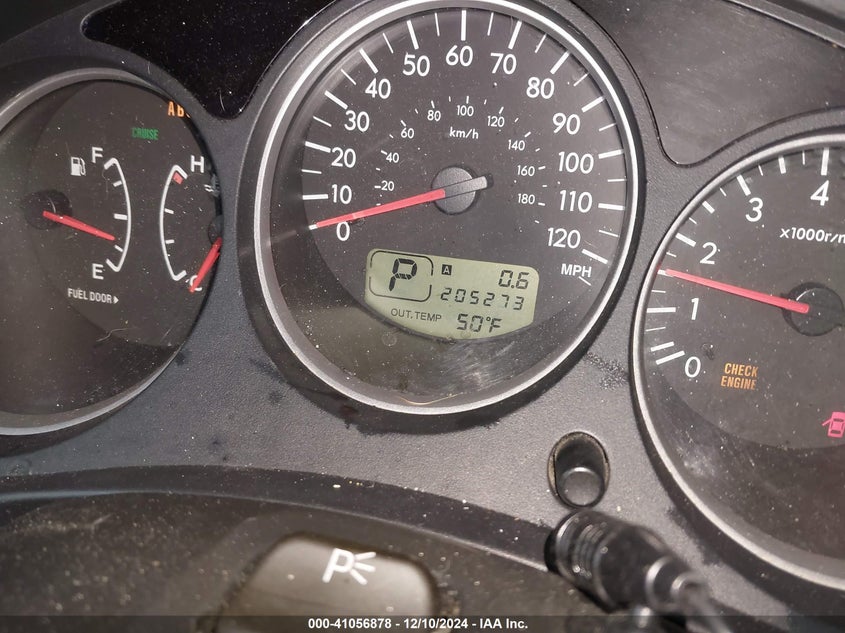 AB
CRUISE
F
E
FUEL DOOR
H
C
0
10
20
30
40
50
60
70
80
90
100
110
120
MPH
20
40
60
80
100
120
140
160
180
km/h
P
A
0.6
205273
OUT. TEMP 50°F
0
1
2
3
4
x1000r/m
CHECK
ENGINE
P
000-41056878 - 12/10/2024 - IAA Inc.